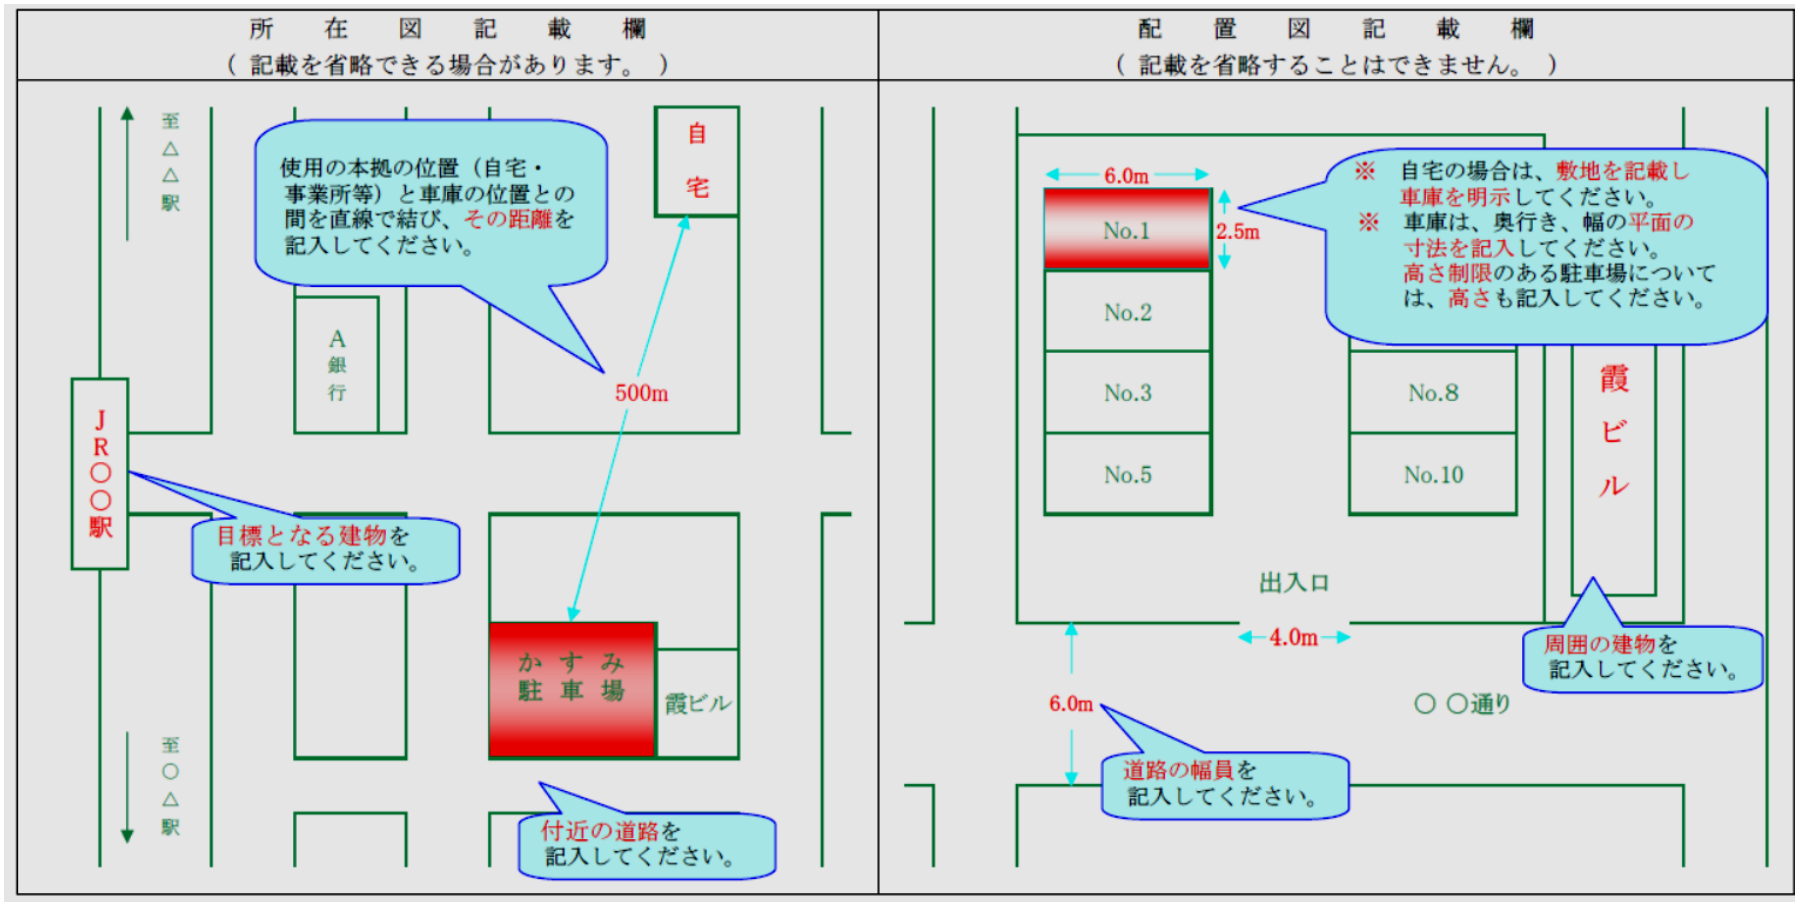 所在図記載欄
（ 記載を省略できる場合があります。 ）
至△△駅
使用の本拠の位置（自宅・
事業所等）と車庫の位置との
間を直線で結び、その距離を
記入してください。
自宅
A銀行
500m
JR〇〇駅
目標となる建物を
記入してください。
かすみ
駐車場
霞ビル
至〇△駅
付近の道路を
記入してください。
配置図記載欄
（ 記載を省略することはできません。 ）
6.0m
No.1
2.5m
※ 自宅の場合は、敷地を記載し
車庫を明示してください。
※ 車庫は、奥行き、幅の平面の
寸法を記入してください。
高さ制限のある駐車場について
は、高さも記入してください。
No.2
No.3
No.8
No.5
No.10
霞ビル
出入口
4.0m
周囲の建物を
記入してください。
6.0m
〇〇通り
道路の幅員を
記入してください。